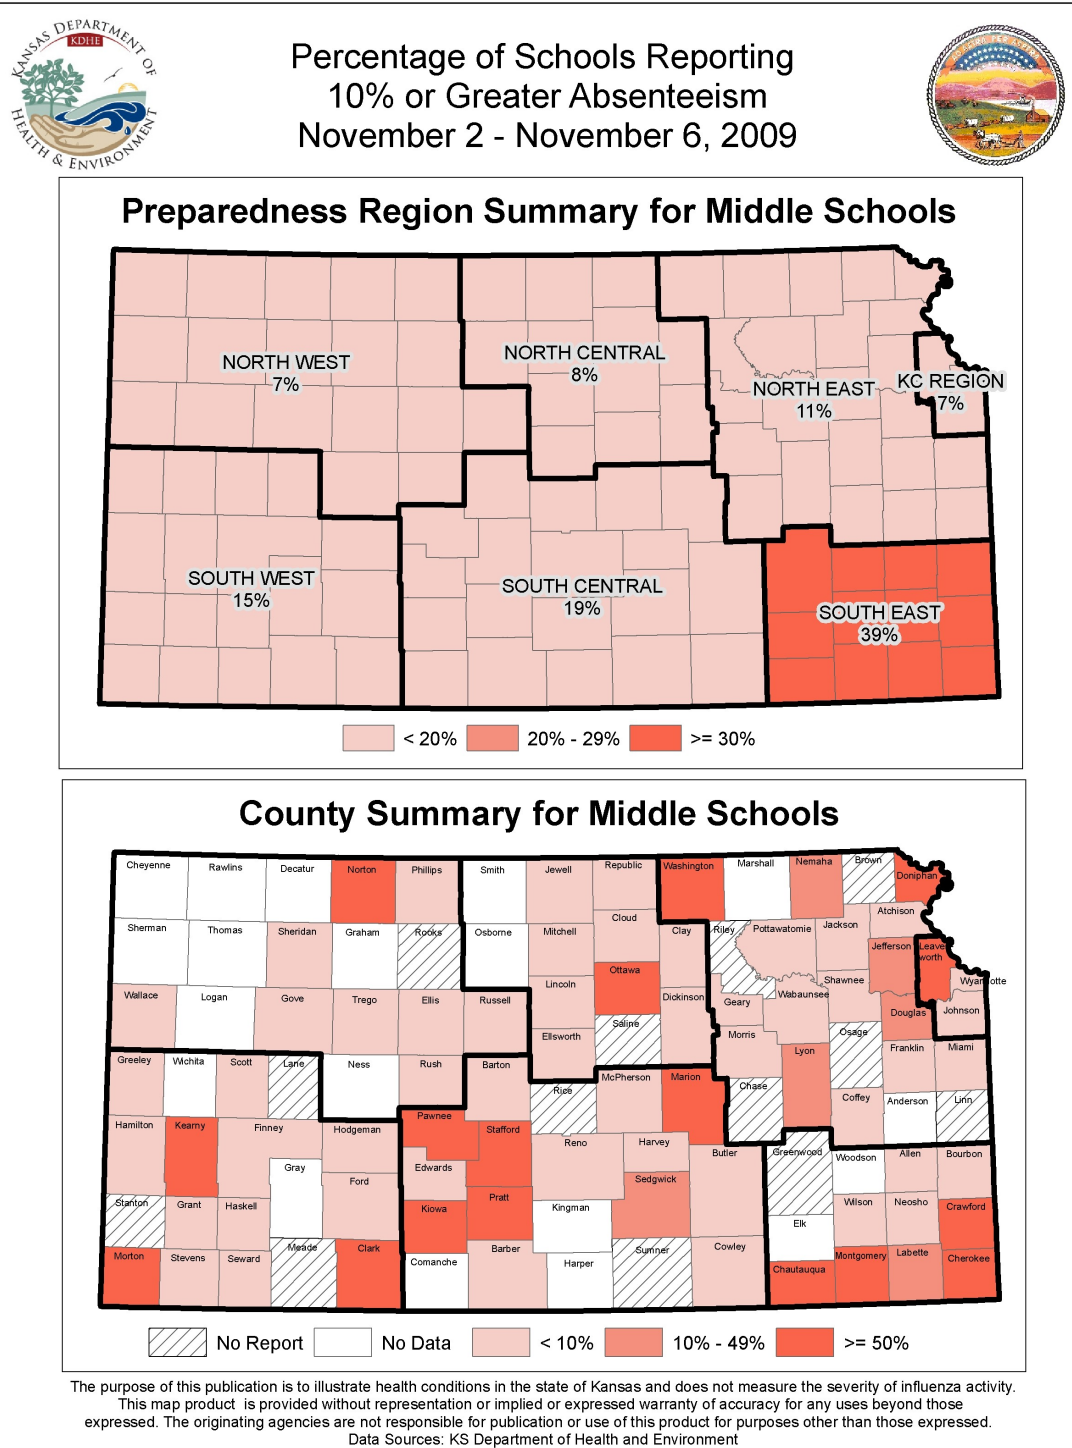 KANSAS DEPARTMENT OF
KDHE
HEALTH & ENVIRONMENT
Percentage of Schools Reporting
10% or Greater Absenteeism
November 2 - November 6, 2009
Preparedness Region Summary for Middle Schools
NORTH WEST
7%
NORTH CENTRAL
8%
NORTH EAST
11%
KC REGION
7%
SOUTH WEST
15%
SOUTH CENTRAL
19%
SOUTH EAST
39%
< 20%
20% - 29%
>= 30%
County Summary for Middle Schools
Cheyenne
Rawlins
Decatur
Norton
Phillips
Smith
Jewell
Republic
Washington
Marshall
Nemaha
Brown
Doniphan
Sherman
Thomas
Sheridan
Graham
Rooks
Osborne
Mitchell
Cloud
Clay
Riley
Pottawatomie
Jackson
Atchison
Jefferson
Leavenworth
Wyandotte
Wallace
Logan
Gove
Trego
Ellis
Russell
Lincoln
Ottawa
Dickinson
Geary
Wabaunsee
Shawnee
Douglas
Johnson
Saline
Ellsworth
Morris
Lyon
Osage
Franklin
Miami
Greeley
Wichita
Scott
Lane
Ness
Rush
Barton
Rice
McPherson
Marion
Chase
Coffey
Anderson
Linn
Hamilton
Kearny
Finney
Hodgeman
Pawnee
Stafford
Reno
Harvey
Butler
Greenwood
Woodson
Allen
Bourbon
Gray
Ford
Edwards
Sedgwick
Stanton
Grant
Haskell
Kiowa
Pratt
Kingman
Elk
Wilson
Neosho
Crawford
Morton
Stevens
Seward
Meade
Clark
Comanche
Barber
Harper
Sumner
Cowley
Chautauqua
Montgomery
Labette
Cherokee
No Report
No Data
< 10%
10% - 49%
>= 50%
The purpose of this publication is to illustrate health conditions in the state of Kansas and does not measure the severity of influenza activity.
This map product is provided without representation or implied or expressed warranty of accuracy for any uses beyond those
expressed. The originating agencies are not responsible for publication or use of this product for purposes other than those expressed.
Data Sources: KS Department of Health and Environment